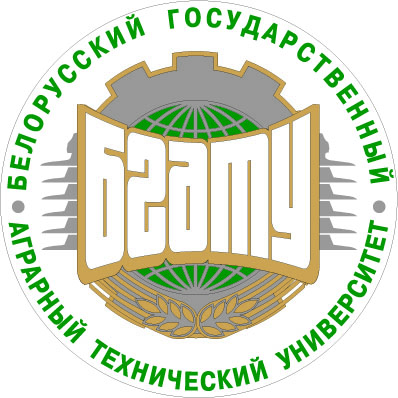 БЕЛОРУССКИЙ ГОСУДАРСТВЕННЫЙ
БГАТУ
АГРАРНЫЙ ТЕХНИЧЕСКИЙ УНИВЕРСИТЕТ